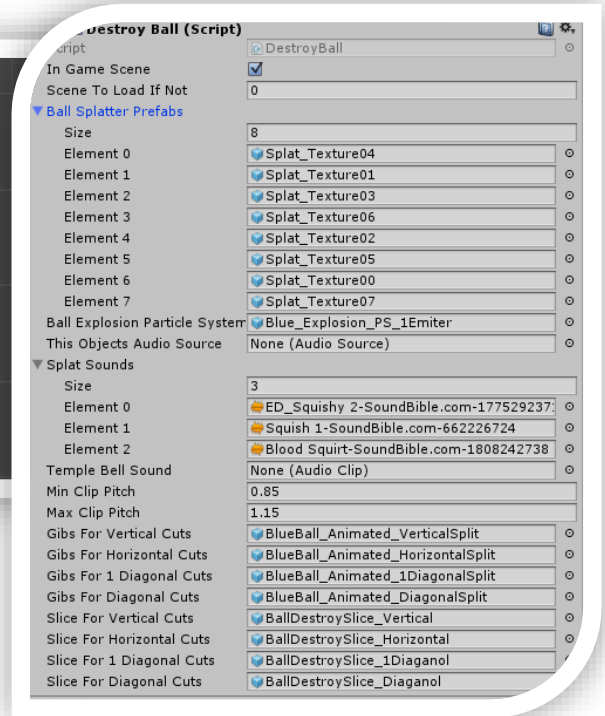 Destroy Ball (Script)
Script DestroyBall
In Game Scene
Scene To Load If Not 0
Ball Splatter Prefabs
Size 8
Element 0 Splat_Texture04
Element 1 Splat_Texture01
Element 2 Splat_Texture03
Element 3 Splat_Texture06
Element 4 Splat_Texture02
Element 5 Splat_Texture05
Element 6 Splat_Texture00
Element 7 Splat_Texture07
Ball Explosion Particle System Blue_Explosion_PS_1Emiter
This Objects Audio Source None (Audio Source)
Splat Sounds
Size 3
Element 0 ED_Squishy 2-SoundBible.com-177529237
Element 1 Squish 1-SoundBible.com-662226724
Element 2 Blood Squirt-SoundBible.com-1808242738
Temple Bell Sound None (Audio Clip)
Min Clip Pitch 0.85
Max Clip Pitch 1.15
Gibs For Vertical Cuts BlueBall_Animated_VerticalSplit
Gibs For Horizontal Cuts BlueBall_Animated_HorizontalSplit
Gibs For 1 Diagonal Cuts BlueBall_Animated_1DiagonalSplit
Gibs For Diagonal Cuts BlueBall_Animated_DiagonalSplit
Slice For Vertical Cuts BallDestroySlice_Vertical
Slice For Horizontal Cuts BallDestroySlice_Horizontal
Slice For 1 Diagonal Cuts BallDestroySlice_1Diaganol
Slice For Diagonal Cuts BallDestroySlice_Diaganol